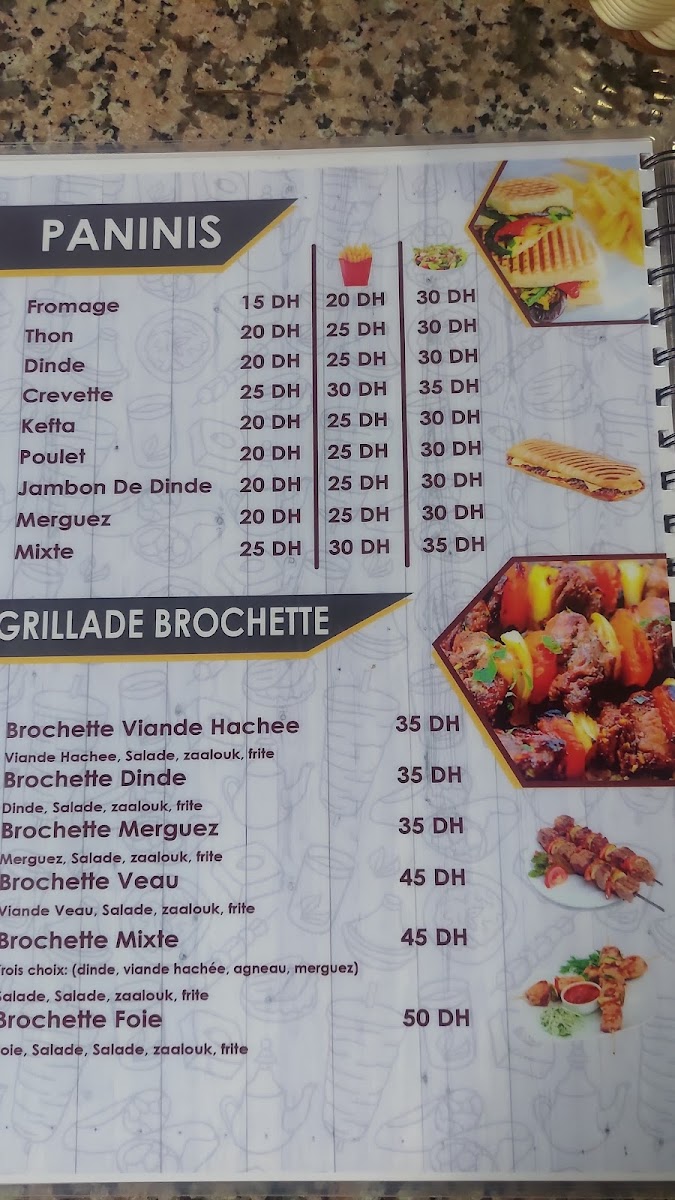 PANINIS
Fromage 15 DH 20 DH 30 DH
Thon 20 DH 25 DH 30 DH
Dinde 20 DH 25 DH 30 DH
Crevette 25 DH 30 DH 35 DH
Kefta 20 DH 25 DH 30 DH
Poulet 20 DH 25 DH 30 DH
Jambon De Dinde 20 DH 25 DH 30 DH
Merguez 20 DH 25 DH 30 DH
Mixte 25 DH 30 DH 35 DH
GRILLADE BROCHETTE
Brochette Viande Hachee 35 DH
Viande Hachee, Salade, zaalouk, frite
Brochette Dinde 35 DH
Dinde, Salade, zaalouk, frite
Brochette Merguez 35 DH
Merguez, Salade, zaalouk, frite
Brochette Veau 45 DH
Viande Veau, Salade, zaalouk, frite
Brochette Mixte 45 DH
Trois choix: (dinde, viande hachée, agneau, merguez)
Salade, Salade, zaalouk, frite
Brochette Foie 50 DH
oie, Salade, Salade, zaalouk, frite